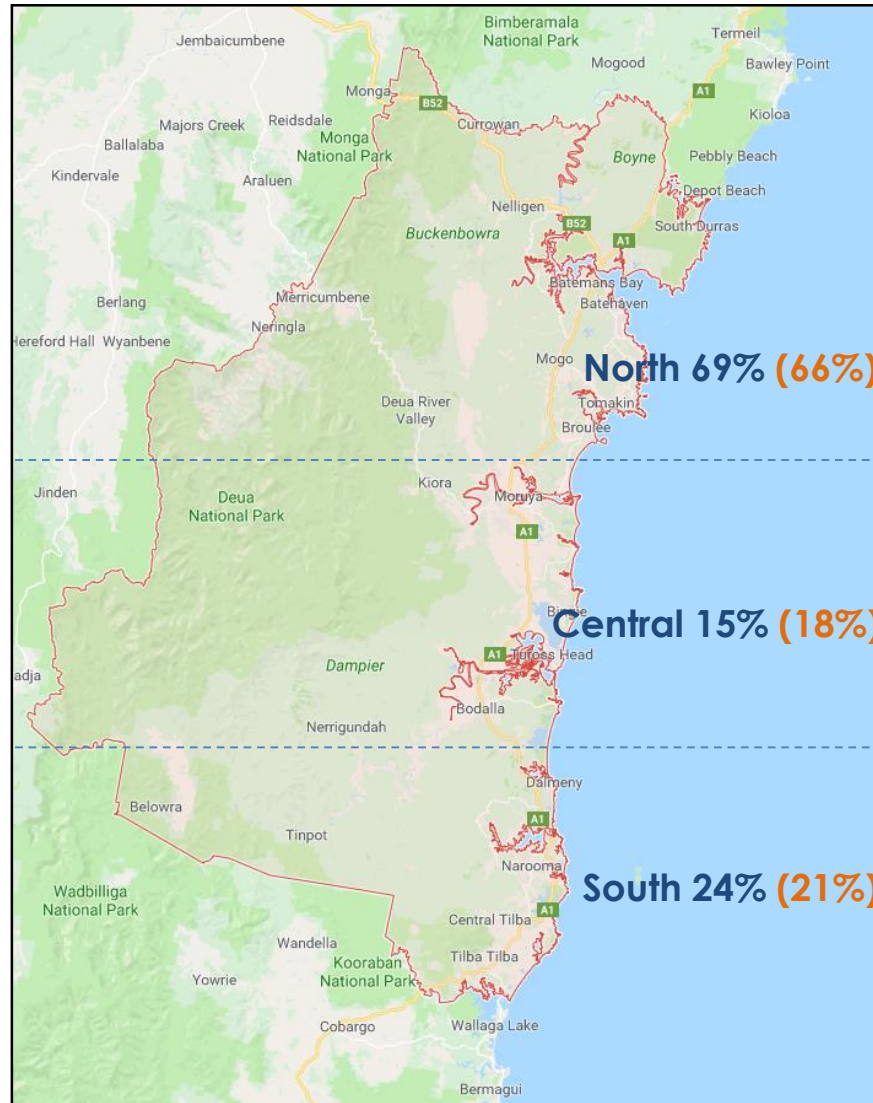 Bimberamala
National Park
Termeil
Jembaicumbene
Mogood
Bawley Point
Monga
A1
B52
Kioloa
Currowan
Majors Creek
Reidsdale
Monga
National Park
Ballalaba
Boyne
Pebbly Beach
Kindervale
Araluen
Depot Beach
Nelligen
South Durras
B52
A1
Buckenbowra
Batemans Bay
Merricumbene
Batehaven
Berlang
Neringla
Hereford Hall
Wyanbene
Mogo
North 69% (66%)
Deua River
Valley
Tomakin
Broulee
Kiora
Jinden
Moruya
Deua
National Park
A1
Bingie
Central 15% (18%)
A1
Tuross Head
Dampier
adja
Bodalla
Nerrigundah
Dalmeny
Belowra
A1
Tinpot
Narooma
South 24% (21%)
Wadbilliga
National Park
A1
Central Tilba
Wandella
Tilba Tilba
Kooraban
National Park
Yowrie
Cobargo
Wallaga Lake
Bermagui